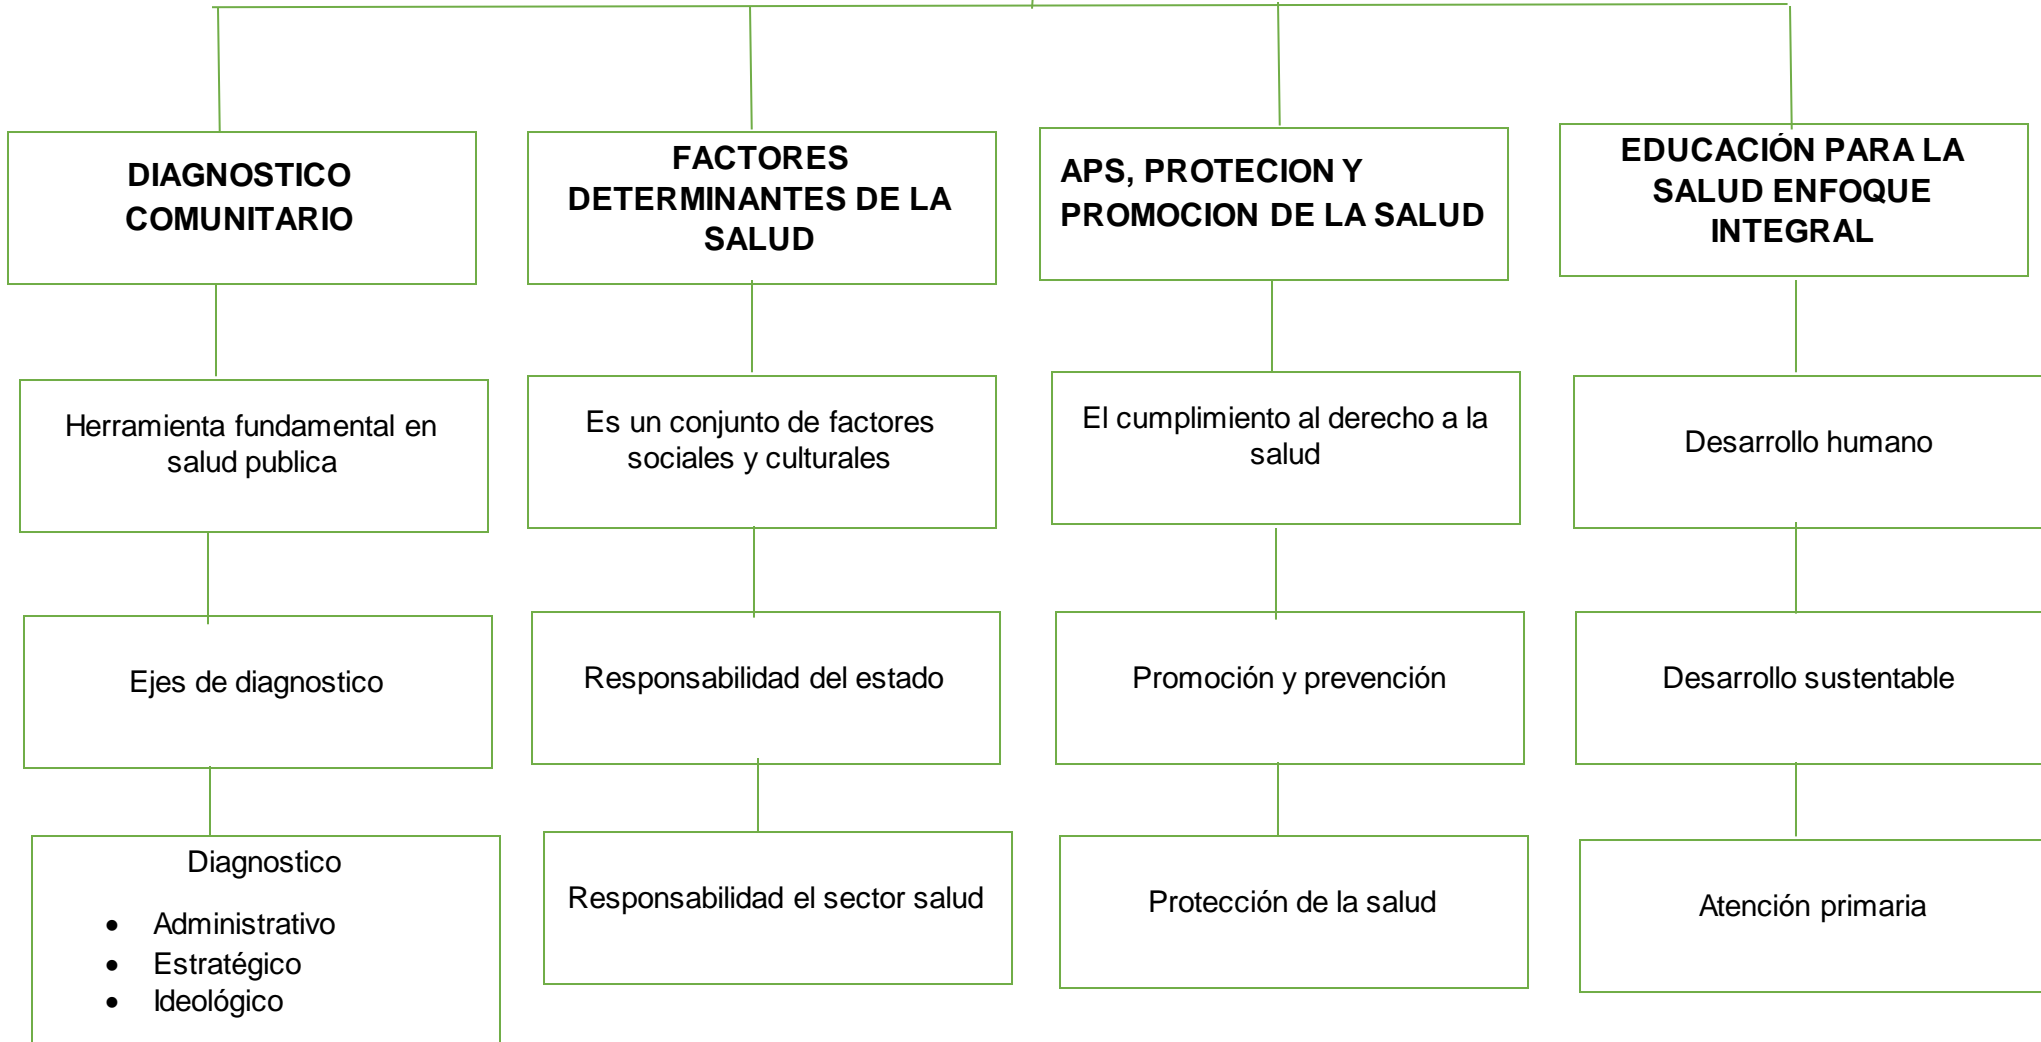 DIAGNOSTICO
COMUNITARIO
FACTORES
DETERMINANTES DE LA
SALUD
APS, PROTECION Y
PROMOCION DE LA SALUD
EDUCACIÓN PARA LA
SALUD ENFOQUE
INTEGRAL
Herramienta fundamental en
salud publica
Es un conjunto de factores
sociales y culturales
El cumplimiento al derecho a la
salud
Desarrollo humano
Ejes de diagnostico
Responsabilidad del estado
Promoción y prevención
Desarrollo sustentable
Diagnostico
• Administrativo
• Estratégico
• Ideológico
Responsabilidad el sector salud
Protección de la salud
Atención primaria